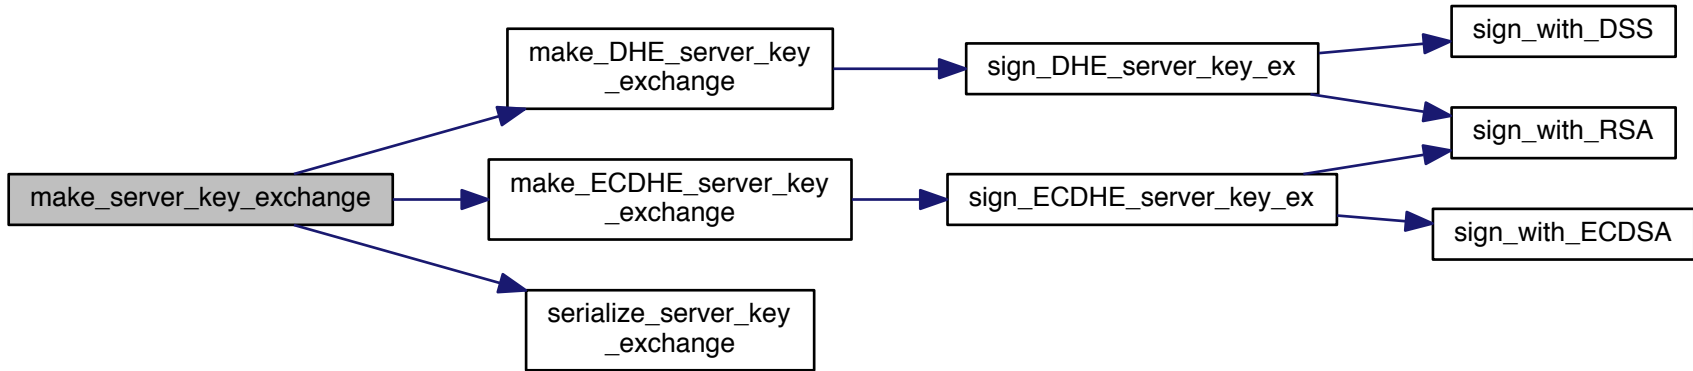 make_server_key_exchange
make_DHE_server_key
_exchange
make_ECDHE_server_key
_exchange
serialize_server_key
_exchange
sign_DHE_server_key_ex
sign_ECDHE_server_key_ex
sign_with_DSS
sign_with_RSA
sign_with_ECDSA